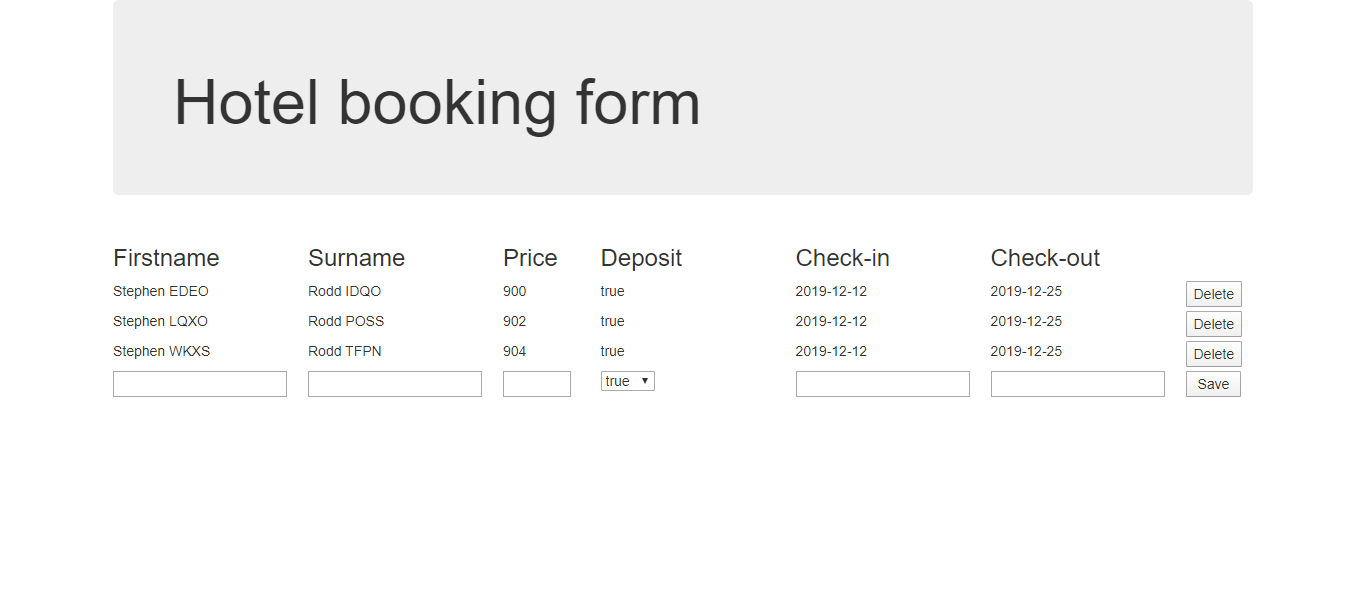 Hotel booking form
Firstname Surname Price Deposit Check-in Check-out
Stephen EDEO Rodd IDQO 900 true 2019-12-12 2019-12-25 Delete
Stephen LQXO Rodd POSS 902 true 2019-12-12 2019-12-25 Delete
Stephen WKXS Rodd TFPN 904 true 2019-12-12 2019-12-25 Delete
true Save